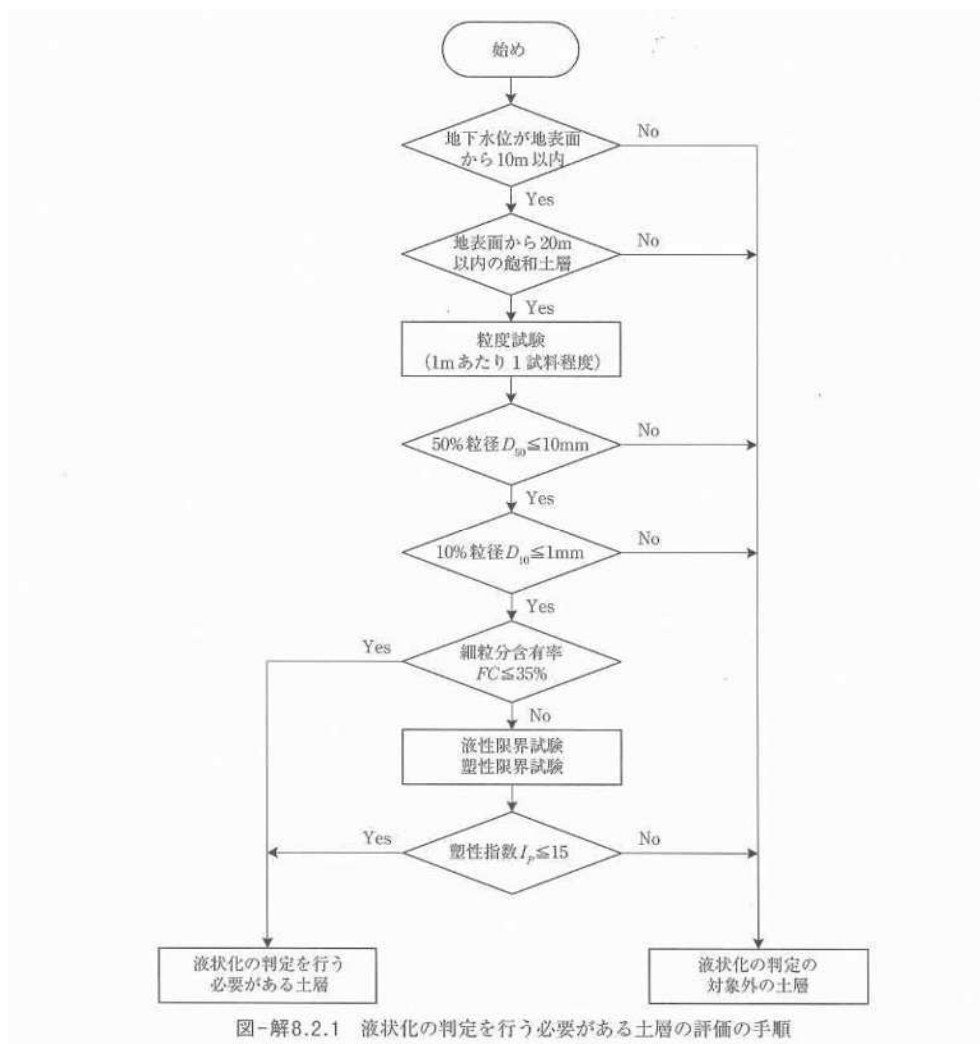 始め
地下水位が地表面
から10m以内
No
Yes
地表面から20m
以内の飽和土層
No
Yes
粒度試験
(1mあたり1試料程度)
50%粒径D₅₀≦10mm
No
Yes
10%粒径D₁₀≦1mm
No
Yes
細粒分含有率
FC≦35%
Yes
No
液性限界試験
塑性限界試験
塑性指数Iₚ≦15
Yes
No
液状化の判定を行う
必要がある土層
液状化の判定の
対象外の土層
図-解8.2.1 液状化の判定を行う必要がある土層の評価の手順